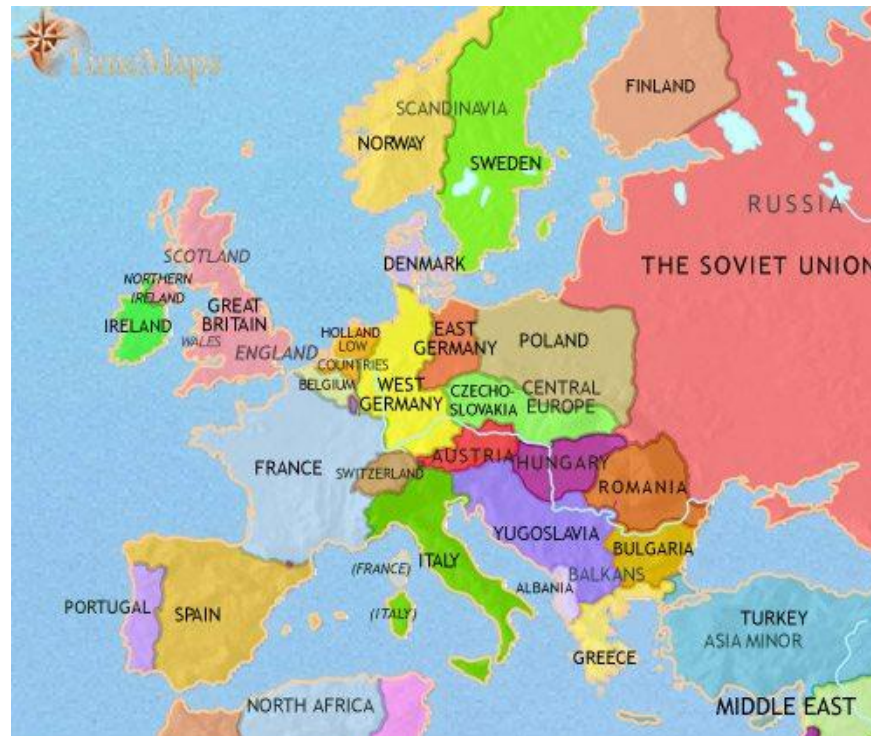 TimeMaps
FINLAND
SCANDINAVIA
NORWAY
SWEDEN
RUSSIA
SCOTLAND
DENMARK
THE SOVIET UNION
NORTHERN
IRELAND
IRELAND
GREAT
BRITAIN
WALES
ENGLAND
HOLLAND
LOW
COUNTRIES
BELGIUM
EAST
GERMANY
POLAND
WEST
GERMANY
CZECHO-
SLOVAKIA
CENTRAL
EUROPE
FRANCE
SWITZERLAND
AUSTRIA
HUNGARY
ROMANIA
YUGOSLAVIA
BULGARIA
ITALY
(FRANCE)
BALKANS
ALBANIA
PORTUGAL
SPAIN
(ITALY)
TURKEY
ASIA MINOR
GREECE
NORTH AFRICA
MIDDLE EAST